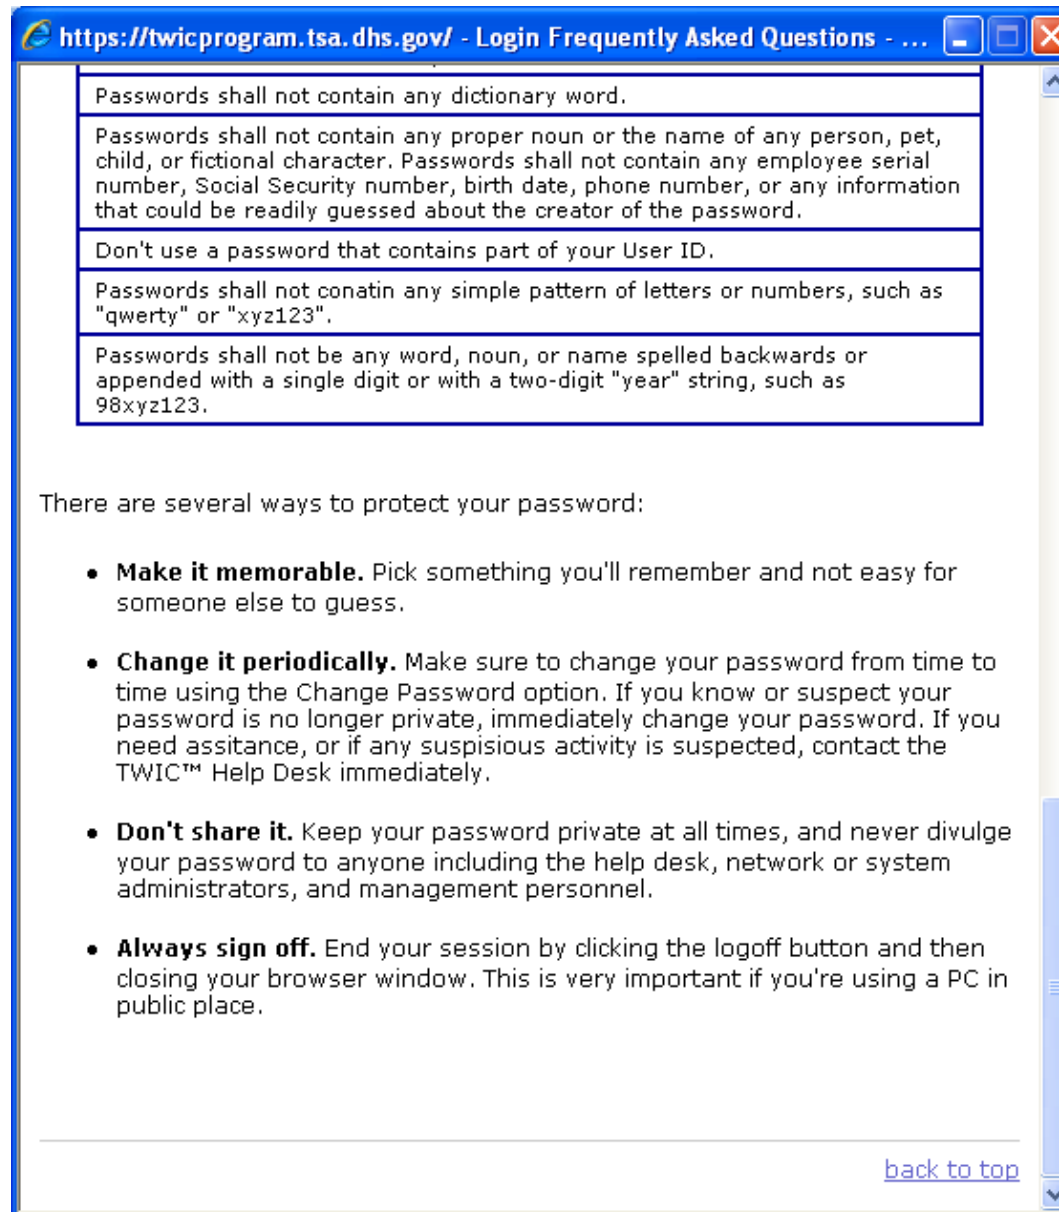 https://twicprogram.tsa.dhs.gov/ - Login Frequently Asked Questions - ...
Passwords shall not contain any dictionary word.
Passwords shall not contain any proper noun or the name of any person, pet,
child, or fictional character. Passwords shall not contain any employee serial
number, Social Security number, birth date, phone number, or any information
that could be readily guessed about the creator of the password.
Don't use a password that contains part of your User ID.
Passwords shall not conatin any simple pattern of letters or numbers, such as
"qwerty" or "xyz123".
Passwords shall not be any word, noun, or name spelled backwards or
appended with a single digit or with a two-digit "year" string, such as
98xyz123.
There are several ways to protect your password:
• Make it memorable. Pick something you'll remember and not easy for
someone else to guess.
• Change it periodically. Make sure to change your password from time to
time using the Change Password option. If you know or suspect your
password is no longer private, immediately change your password. If you
need assitance, or if any suspisious activity is suspected, contact the
TWIC™ Help Desk immediately.
• Don't share it. Keep your password private at all times, and never divulge
your password to anyone including the help desk, network or system
administrators, and management personnel.
• Always sign off. End your session by clicking the logoff button and then
closing your browser window. This is very important if you're using a PC in
public place.
back to top